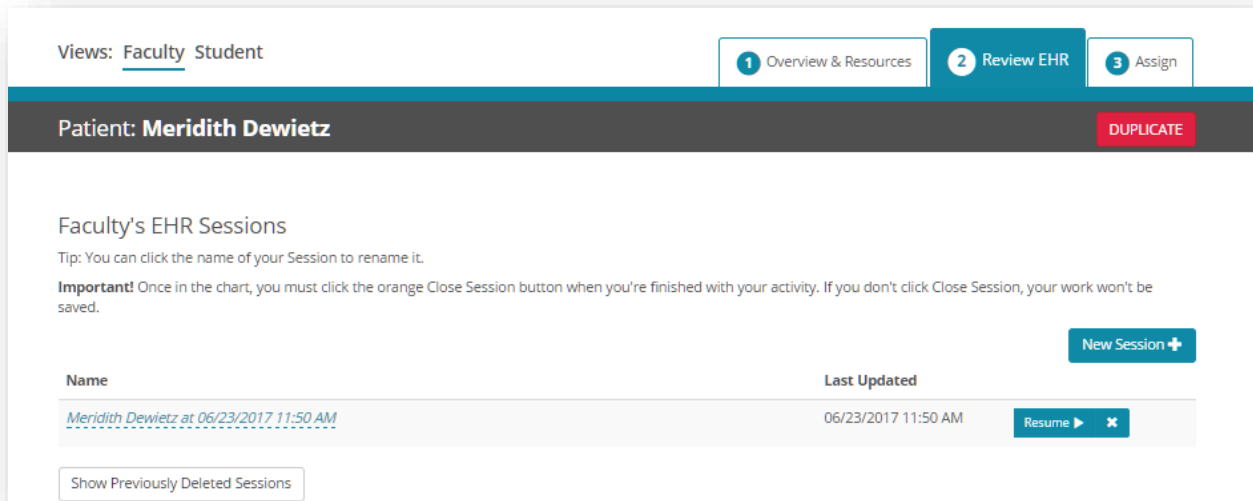 Views: Faculty Student
1 Overview & Resources
2 Review EHR
3 Assign
Patient: Meridith Dewietz
DUPLICATE
Faculty's EHR Sessions
Tip: You can click the name of your Session to rename it.
Important! Once in the chart, you must click the orange Close Session button when you're finished with your activity. If you don't click Close Session, your work won't be
saved.
New Session +
Name Last Updated
Meridith Dewietz at 06/23/2017 11:50 AM 06/23/2017 11:50 AM Resume
Show Previously Deleted Sessions